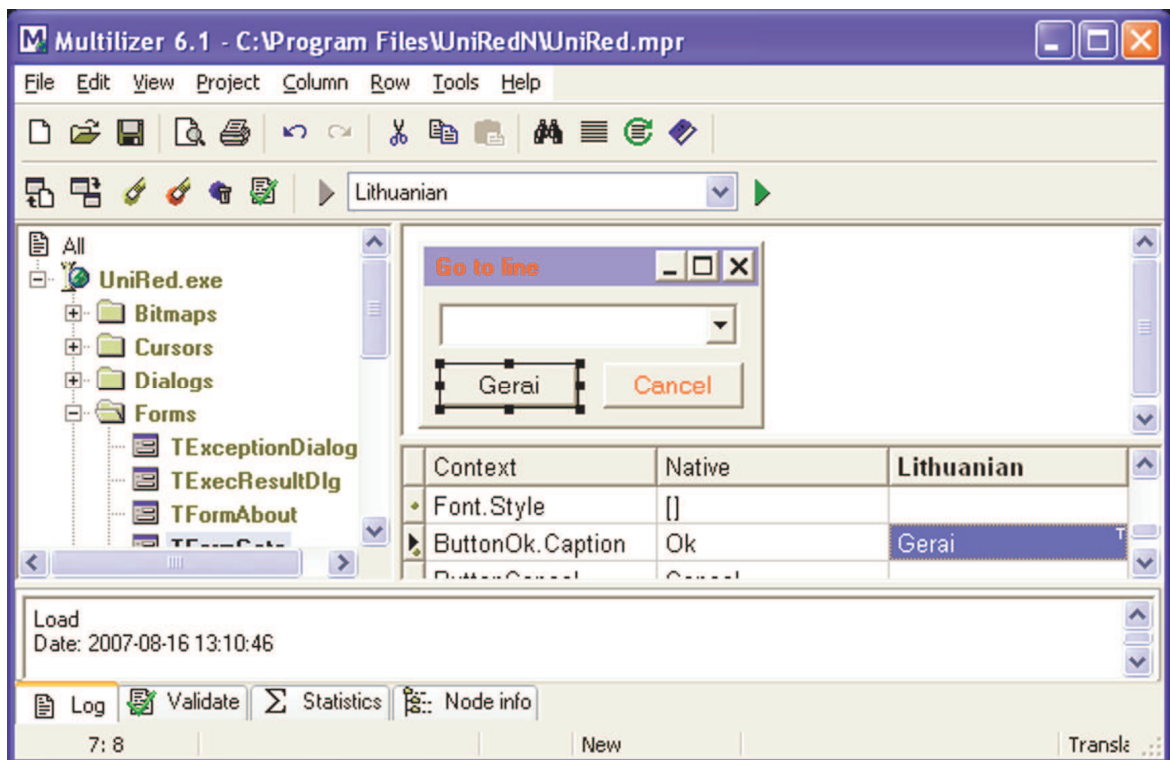 Multilizer 6.1 - C:\Program Files\UniRedN\UniRed.mpr
File Edit View Project Column Row Tools Help
Lithuanian
All
UniRed.exe
Bitmaps
Cursors
Dialogs
Forms
TExceptionDialog
TExecResultDlg
TFormAbout
Go to line
Gerai Cancel
Context Native Lithuanian
Font.Style []
ButtonOk.Caption Ok Gerai
Load
Date: 2007-08-16 13:10:46
Log Validate Statistics Node info
7: 8 New